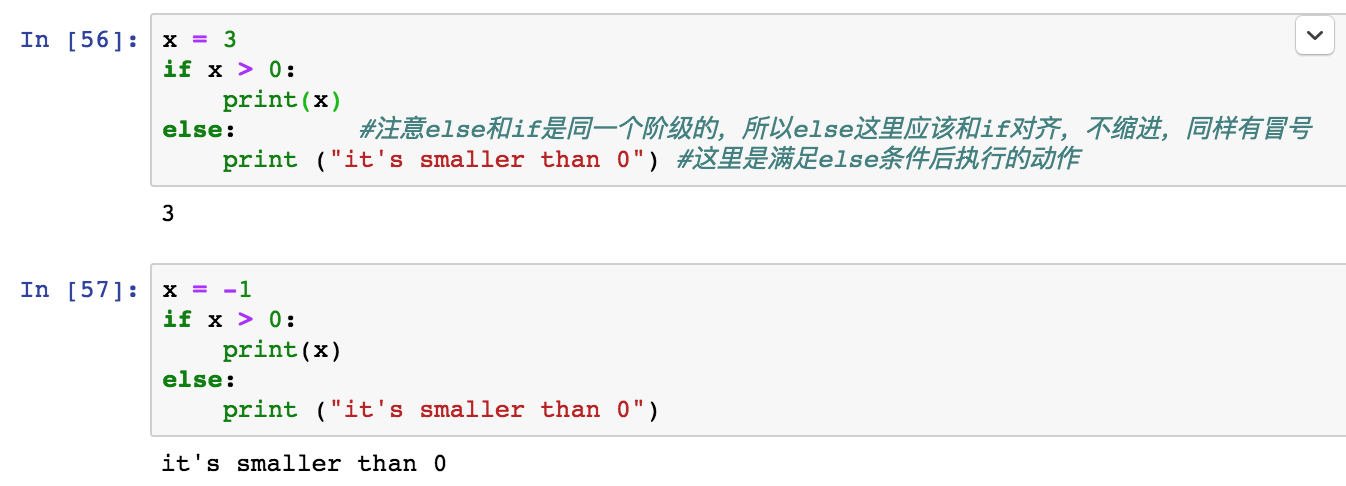 In [56]:
x = 3
if x > 0:
    print(x)
else:        #注意else和if是同一个阶级的，所以else这里应该和if对齐，不缩进，同样有冒号
    print ("it's smaller than 0") #这里是满足else条件后执行的动作
3
In [57]:
x = -1
if x > 0:
    print(x)
else:
    print ("it's smaller than 0")
it's smaller than 0